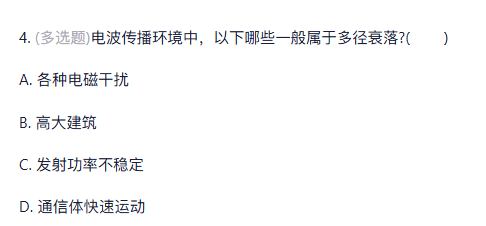 4. (多选题)电波传播环境中，以下哪些一般属于多径衰落?(  )
A. 各种电磁干扰
B. 高大建筑
C. 发射功率不稳定
D. 通信体快速运动